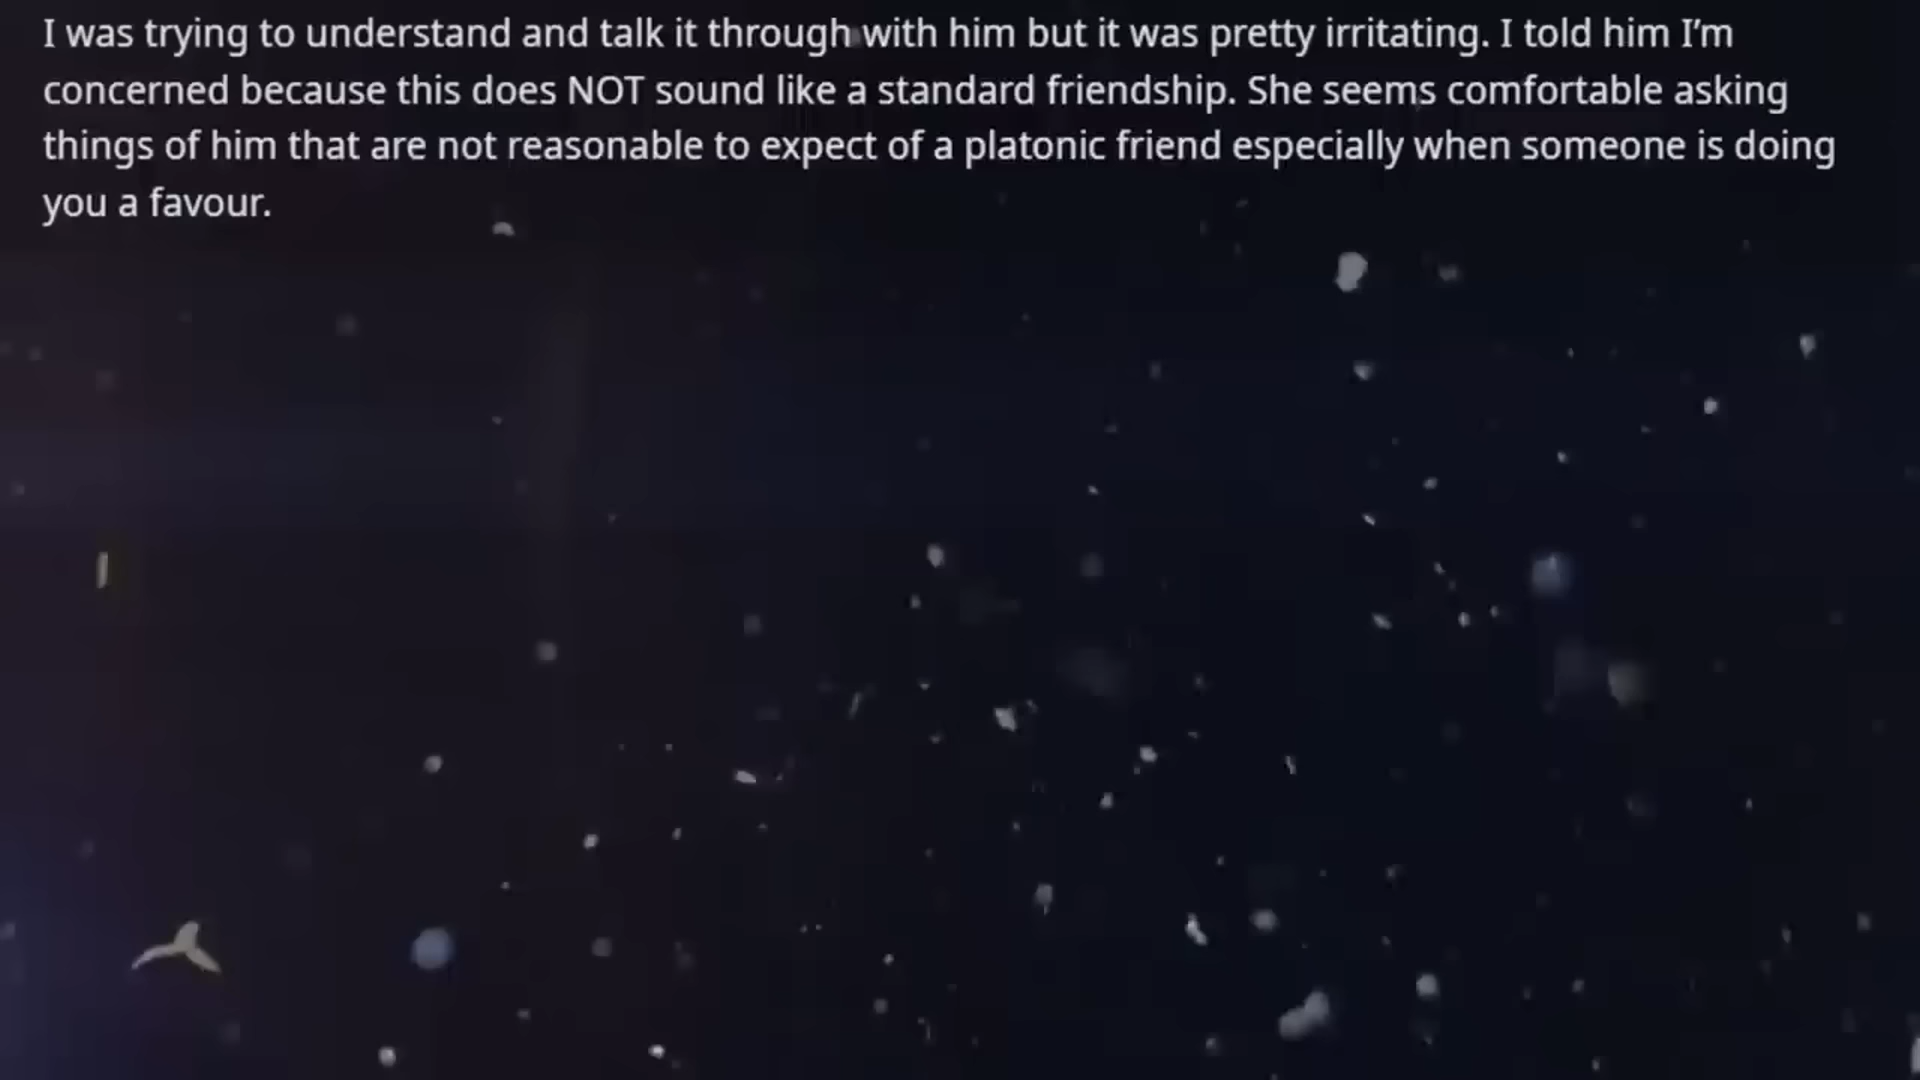 I was trying to understand and talk it through with him but it was pretty irritating. I told him I’m
concerned because this does NOT sound like a standard friendship. She seems comfortable asking
things of him that are not reasonable to expect of a platonic friend especially when someone is doing
you a favour.